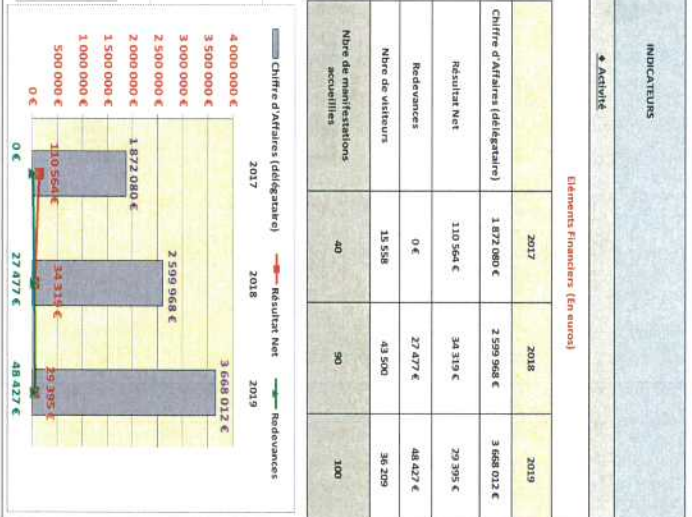 INDICATEURS
♦ Activité
Eléments Financiers (En euros)
2017 2018 2019
Chiffre d'Affaires (délégataire) 1 872 080 € 2 599 968 € 3 668 012 €
Résultat Net 110 564 € 34 319 € 29 395 €
Redevances 0 € 27 477 € 48 427 €
Nbre de visiteurs 15 558 43 500 36 209
Nbre de manifestations
accueillies 40 90 100
Chiffre d'Affaires (délégataire) Résultat Net Redevances
2017 2018 2019
4 000 000 €
3 500 000 €
3 000 000 €
2 500 000 €
2 000 000 €
1 500 000 €
1 000 000 €
500 000 €
0 €
1 872 080 € 2 599 968 € 3 668 012 €
110 564 € 34 319 € 29 395 €
0 € 27 477 € 48 427 €